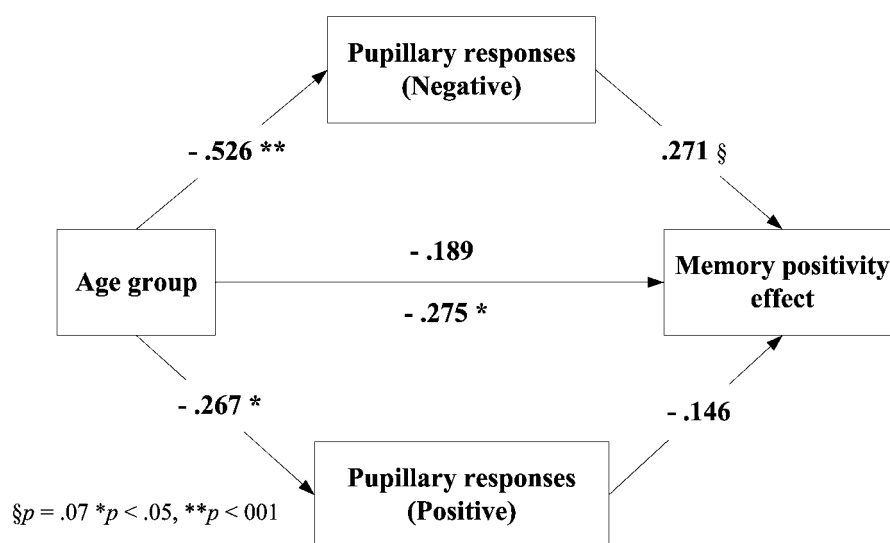 Pupillary responses
(Negative)
- .526 **
.271 §
Age group
- .189
- .275 *
Memory positivity
effect
- .267 *
- .146
Pupillary responses
(Positive)
§p = .07 *p < .05, **p < 001